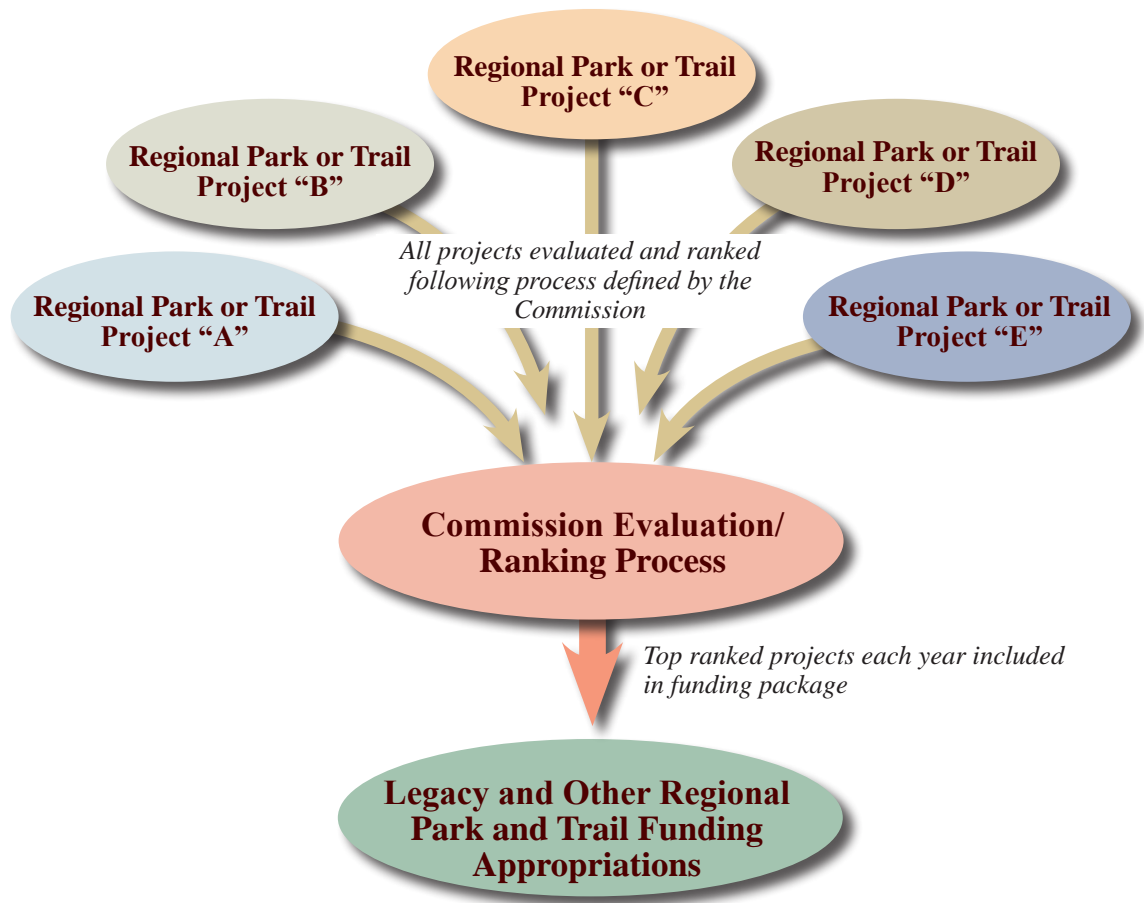 Regional Park or Trail
Project “C”
Regional Park or Trail
Project “B”
Regional Park or Trail
Project “D”
All projects evaluated and ranked
following process defined by the
Commission
Regional Park or Trail
Project “A”
Regional Park or Trail
Project “E”
Commission Evaluation/
Ranking Process
Top ranked projects each year included
in funding package
Legacy and Other Regional
Park and Trail Funding
Appropriations